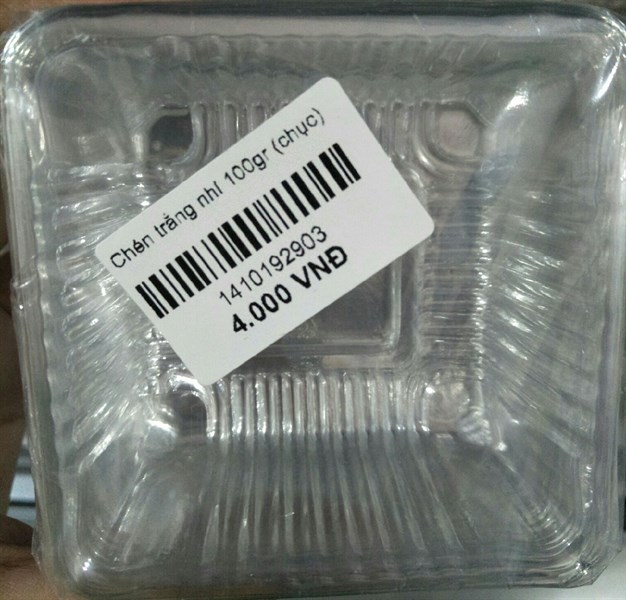 Chén trắng nhí 100gr (chục)
1410192903
4.000 VNĐ